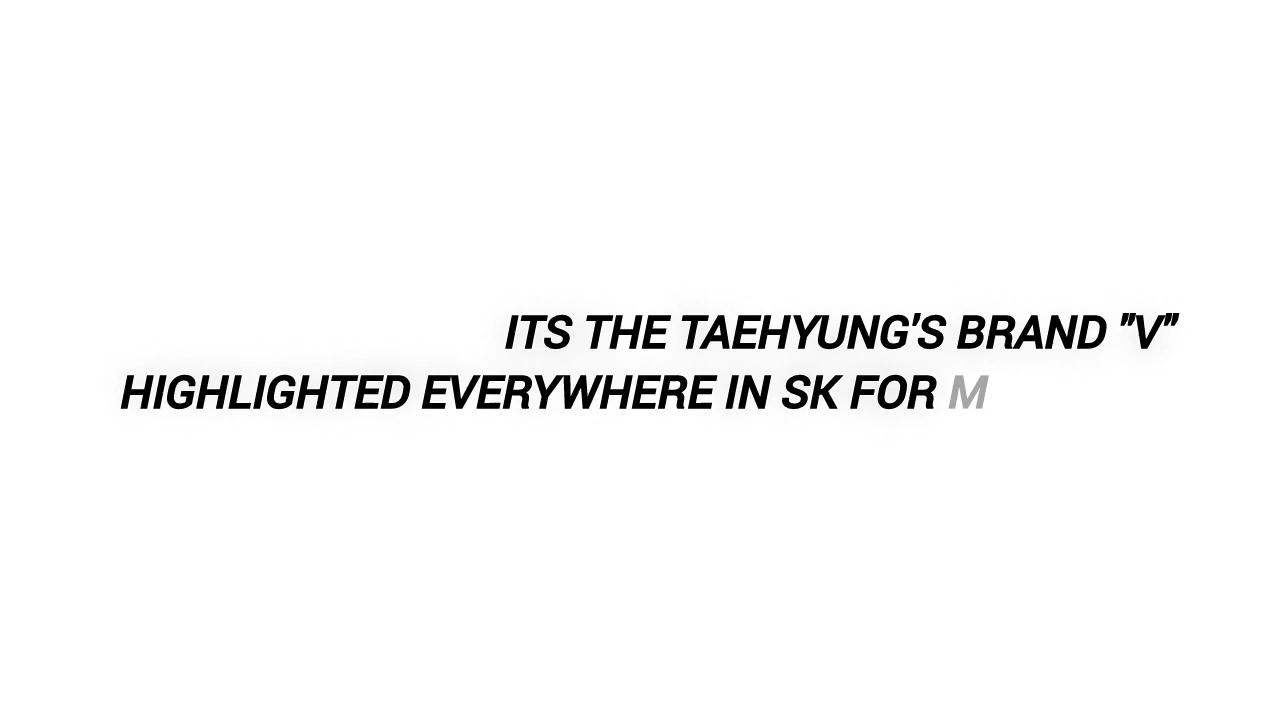 ITS THE TAEHYUNG'S BRAND "V"
HIGHLIGHTED EVERYWHERE IN SK FOR M